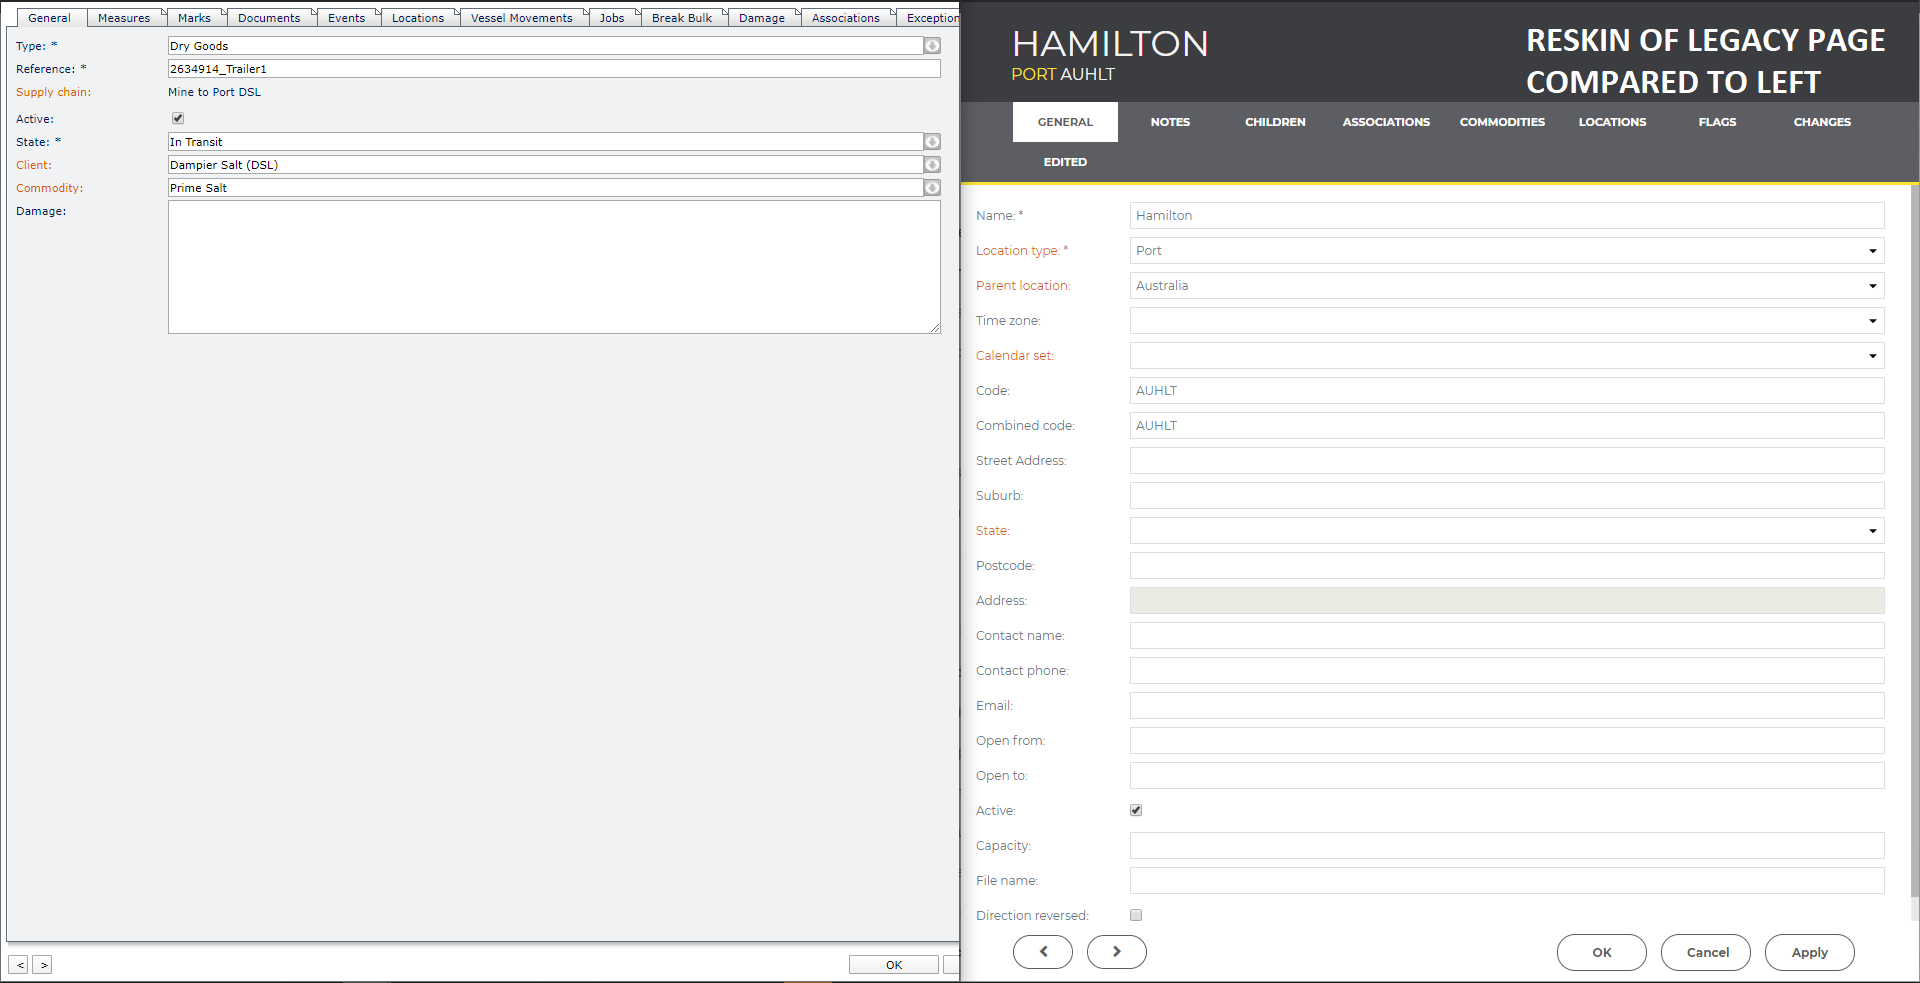 General Measures Marks Documents Events Locations Vessel Movements Jobs Break Bulk Damage Associations Exception
Type: * Dry Goods
Reference: * 2634914_Trailer1
Supply chain: Mine to Port DSL
Active:
State: * In Transit
Client: Dampier Salt (DSL)
Commodity: Prime Salt
Damage:
< > OK
HAMILTON
PORT AUHLT
RESKIN OF LEGACY PAGE
COMPARED TO LEFT
GENERAL NOTES CHILDREN ASSOCIATIONS COMMODITIES LOCATIONS FLAGS CHANGES
EDITED
Name: * Hamilton
Location type: * Port
Parent location: Australia
Time zone:
Calendar set:
Code: AUHLT
Combined code: AUHLT
Street Address:
Suburb:
State:
Postcode:
Address:
Contact name:
Contact phone:
Email:
Open from:
Open to:
Active:
Capacity:
File name:
Direction reversed:
OK Cancel Apply